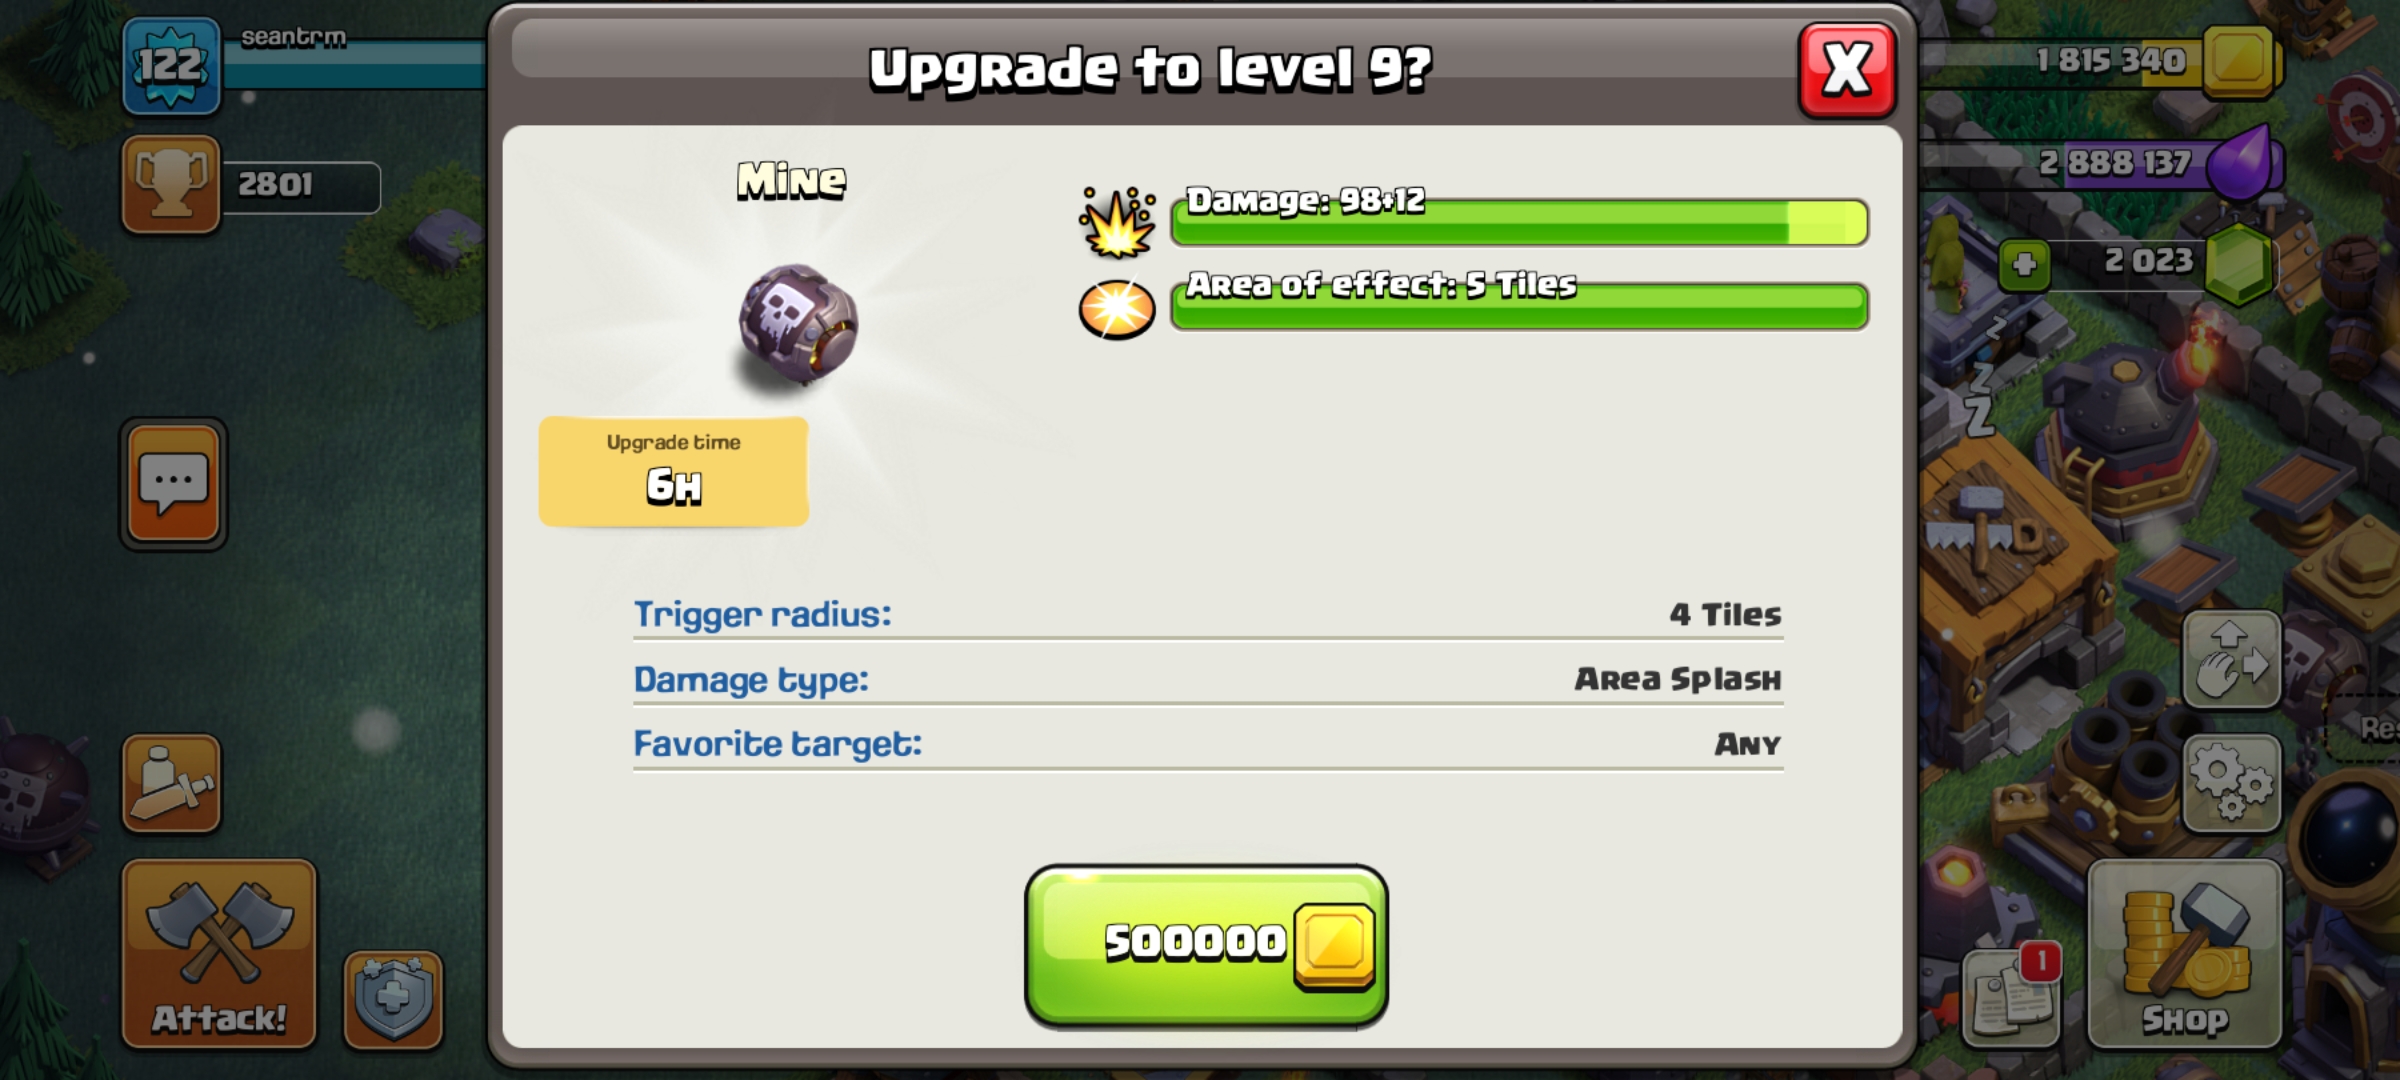 122
seantrm
2801
Upgrade to level 9?
X
1 815 340
2 888 137
2 023
Mine
Damage: 98+12
Area of effect: 5 Tiles
Upgrade time
6H
Z
Z
Z
Trigger radius: 4 Tiles
Damage type: Area Splash
Favorite target: Any
Res
500000
Attack!
1
Shop